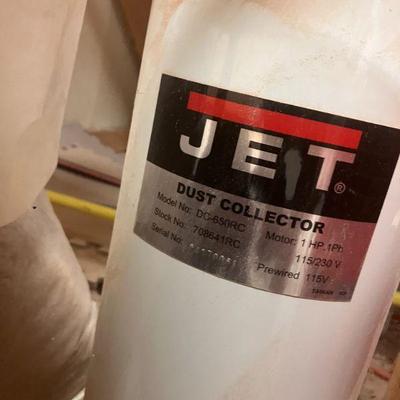 JET®
DUST COLLECTOR
Model No: DC-650RC Motor: 1 HP 1Ph
Stock No: 708641RC 115/230 V
Serial No: Prewired 115V